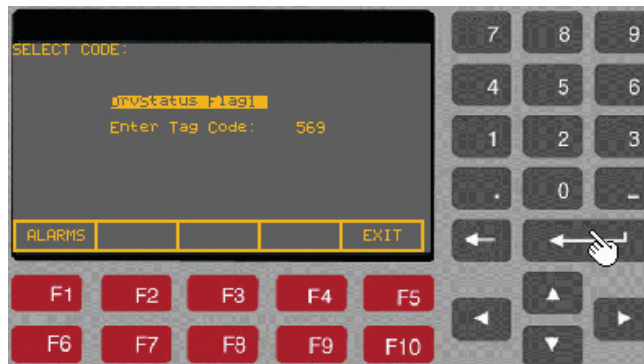 SELECT CODE:
DrvStatus Flag1
Enter Tag Code: 569
ALARMS EXIT
7 8 9
4 5 6
1 2 3
. 0 -
F1 F2 F3 F4 F5
F6 F7 F8 F9 F10